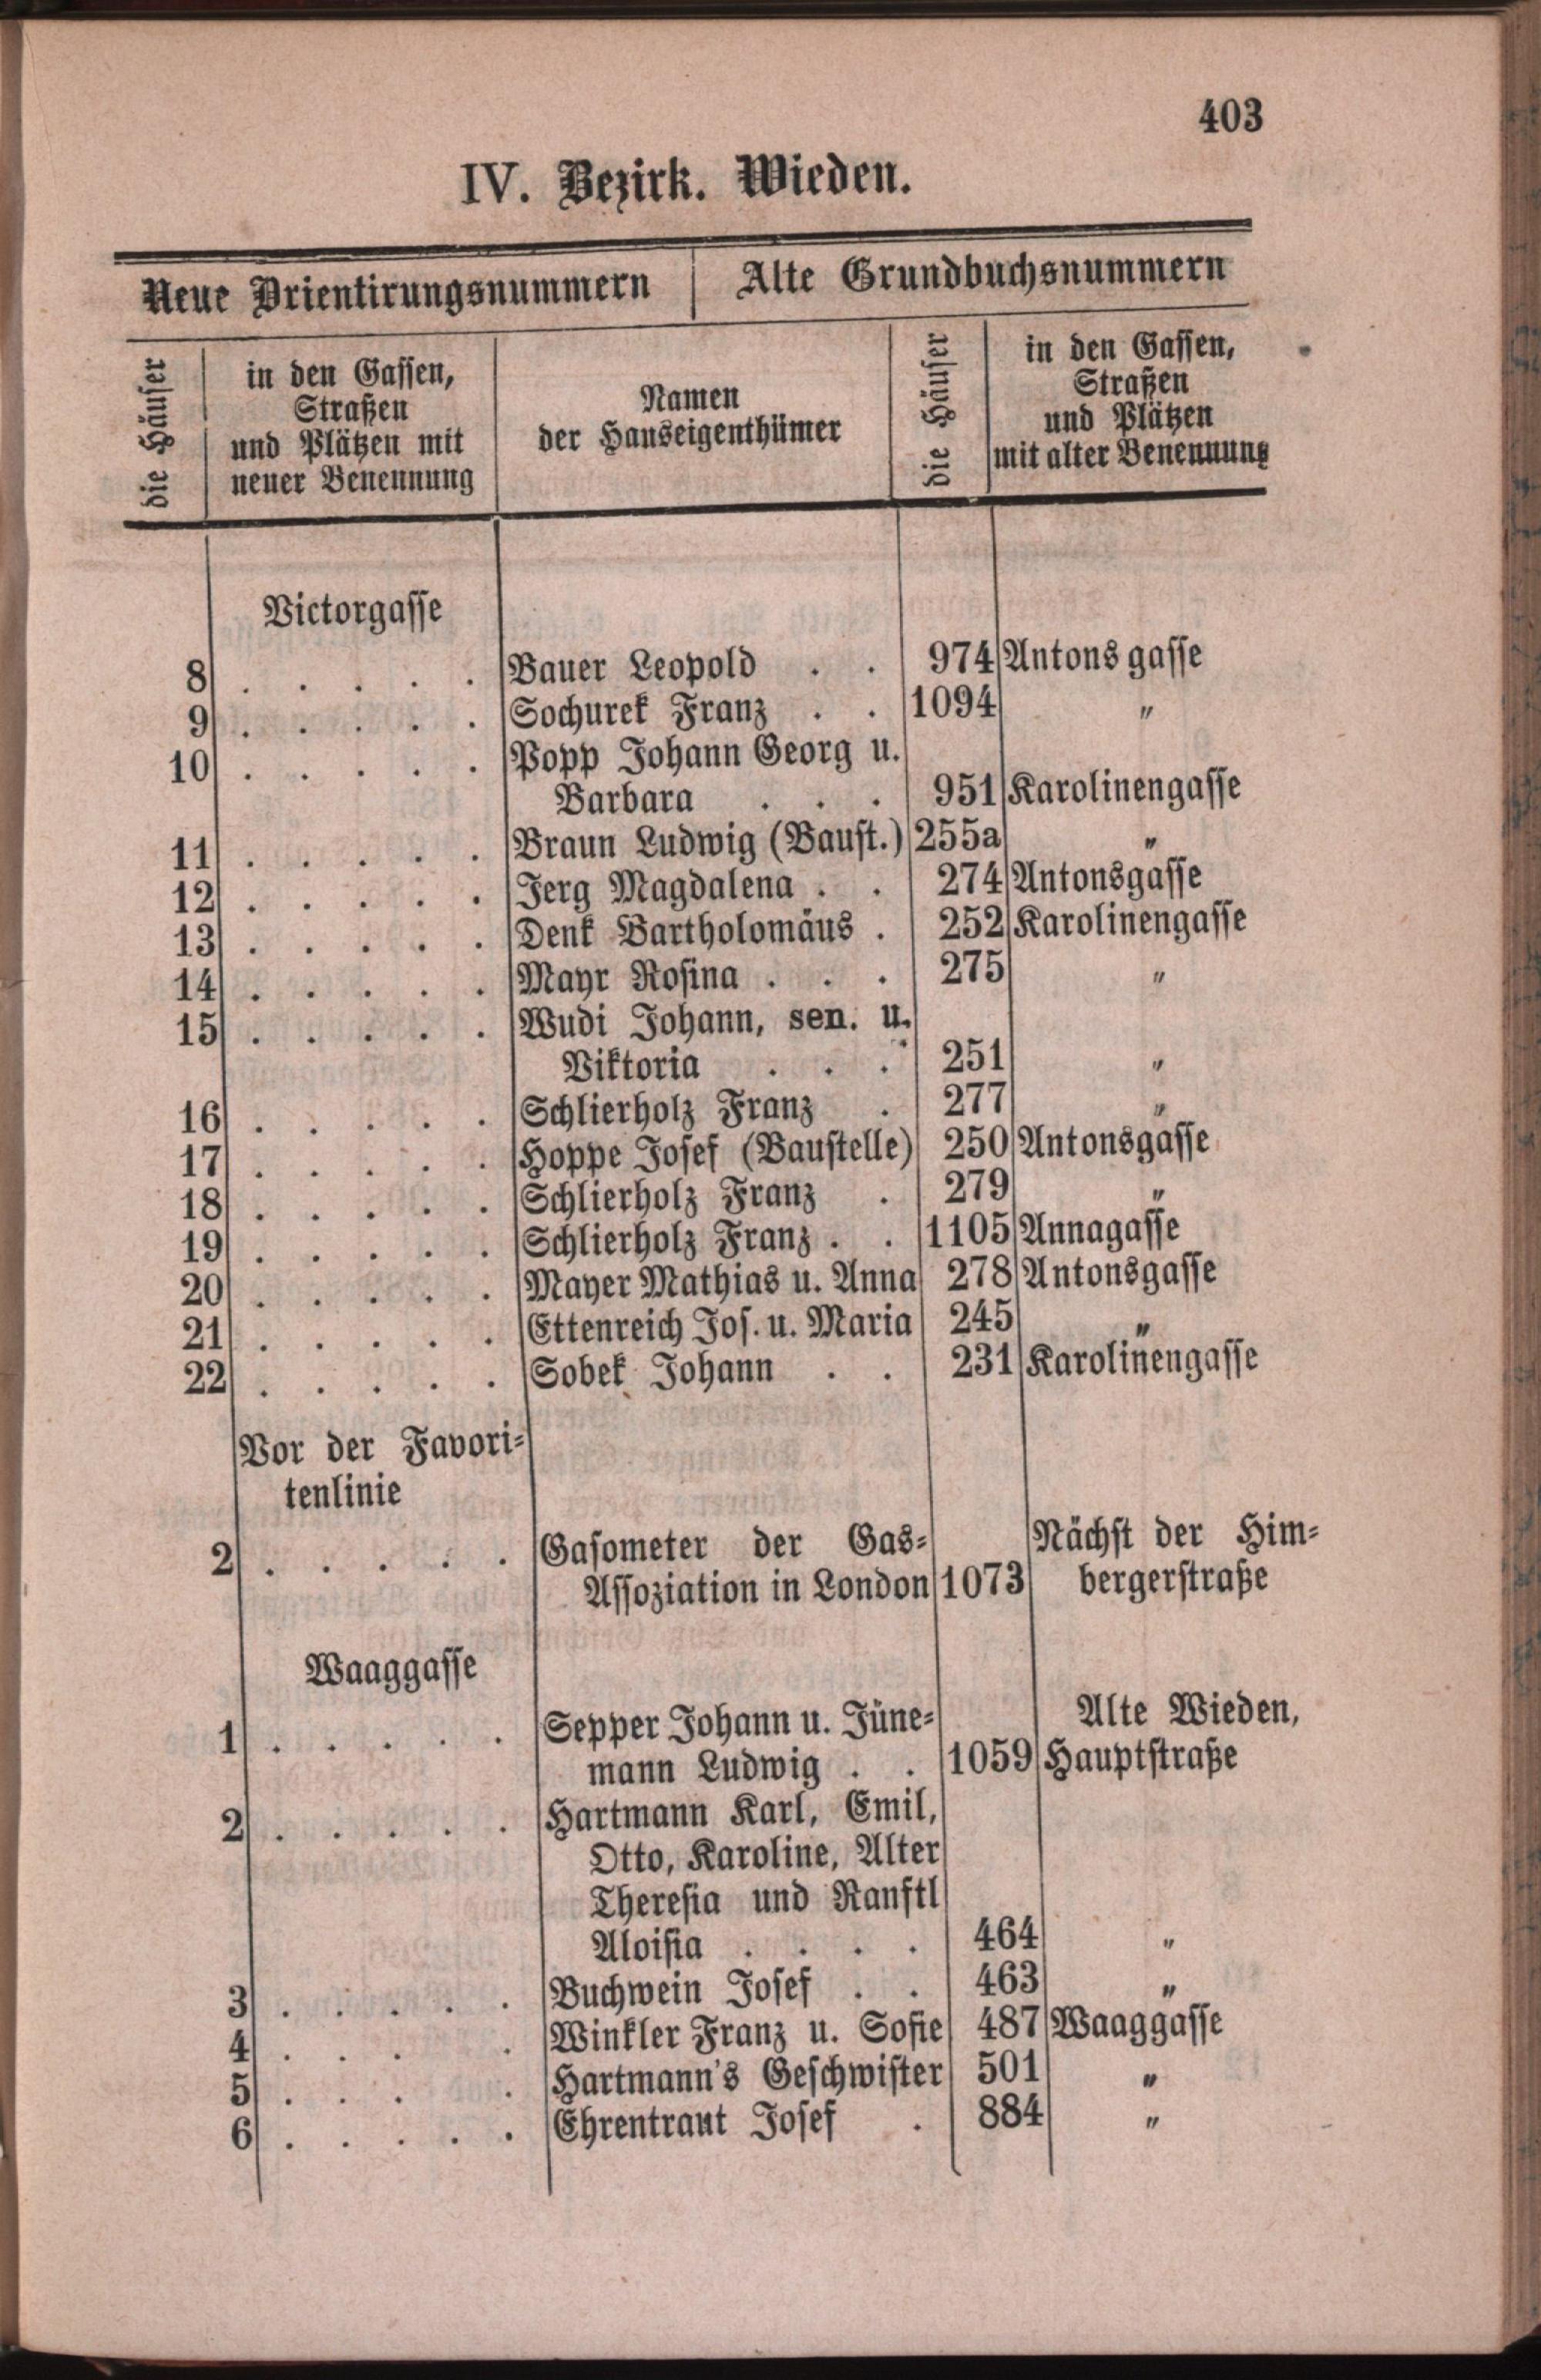 403
IV. Bezirk. Wieden.
Neue Orientirungsnummern | Alte Grundbuchsnummern
die Häuser
in den Gassen,
Straßen
und Plätzen mit
neuer Benennung
Namen
der Hauseigenthümer
die Häuser
in den Gassen,
Straßen
und Plätzen
mit alter Benennung
Victorgasse
8 . . . . . Bauer Leopold . . 974 Antonsgasse
9 . . . . . Sochurek Franz . . 1094 "
10 . . . . . Popp Johann Georg u.
Barbara . . . 951 Karolinengasse
11 . . . . . Braun Ludwig (Baust.) 255a "
12 . . . . . Jerg Magdalena . . 274 Antonsgasse
13 . . . . . Denk Bartholomäus . 252 Karolinengasse
14 . . . . . Mayr Rosina . . . 275 "
15 . . . . . Wudi Johann, sen. u.
Viktoria . . . 251 "
16 . . . . . Schlierholz Franz . 277 "
17 . . . . . Hoppe Josef (Baustelle) 250 Antonsgasse
18 . . . . . Schlierholz Franz . 279 "
19 . . . . . Schlierholz Franz . . 1105 Annagasse
20 . . . . . Mayer Mathias u. Anna 278 Antonsgasse
21 . . . . . Ettenreich Jos. u. Maria 245 "
22 . . . . . Sobek Johann . . 231 Karolinengasse
Vor der Favori-
tenlinie
2 . . . . . Gasometer der Gas- Nächst der Him-
Assoziation in London 1073 bergerstraße
Waaggasse
1 . . . . . Sepper Johann u. Jüne- Alte Wieden,
mann Ludwig . . 1059 Hauptstraße
2 . . . . . Hartmann Karl, Emil,
Otto, Karoline, Alter
Theresia und Ranftl
Aloisia . . . . 464 "
3 . . . . . Buchwein Josef . . 463 "
4 . . . . Winkler Franz u. Sofie 487 Waaggasse
5 . . . . Hartmann's Geschwister 501 "
6 . . . . . Ehrentraut Josef . 884 "